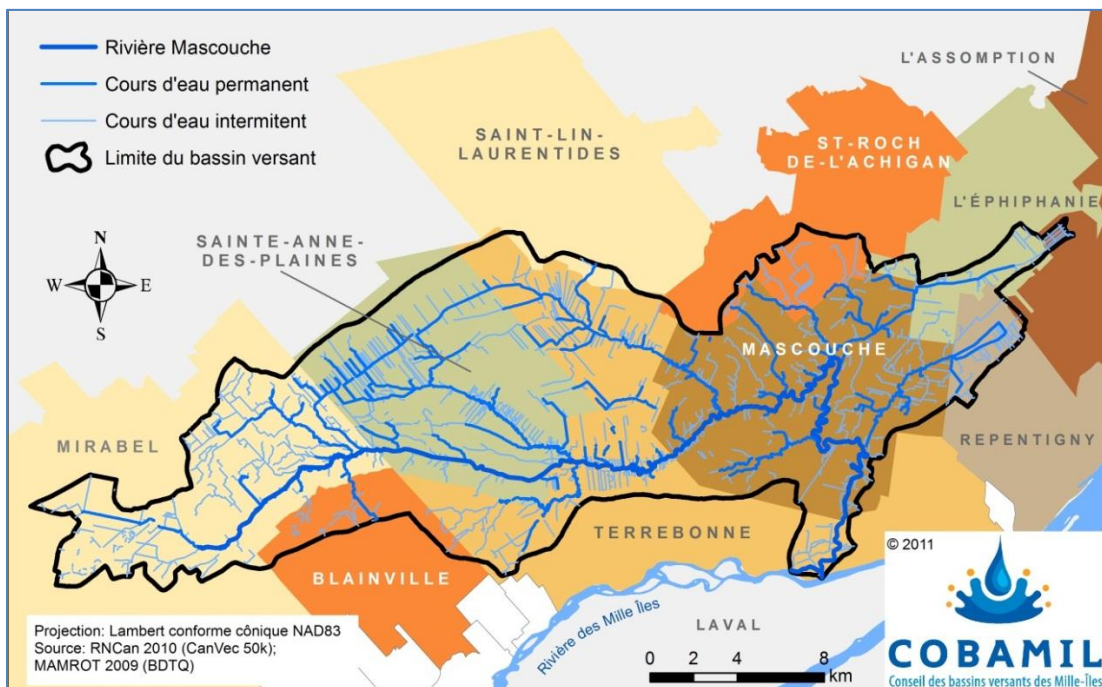 Rivière Mascouche
Cours d'eau permanent
Cours d'eau intermitent
Limite du bassin versant
L'ASSOMPTION
SAINT-LIN-
LAURENTIDES
ST-ROCH
DE-L'ACHIGAN
L'ÉPHIPHANIE
SAINTE-ANNE-
DES-PLAINES
N
W
E
S
MASCOUCHE
MIRABEL
REPENTIGNY
TERREBONNE
BLAINVILLE
Rivière des Mille Îles
LAVAL
Projection: Lambert conforme cônique NAD83
Source: RNCan 2010 (CanVec 50k);
MAMROT 2009 (BDTQ)
0 2 4 8
km
© 2011
COBAMIL
Conseil des bassins versants des Mille-Îles